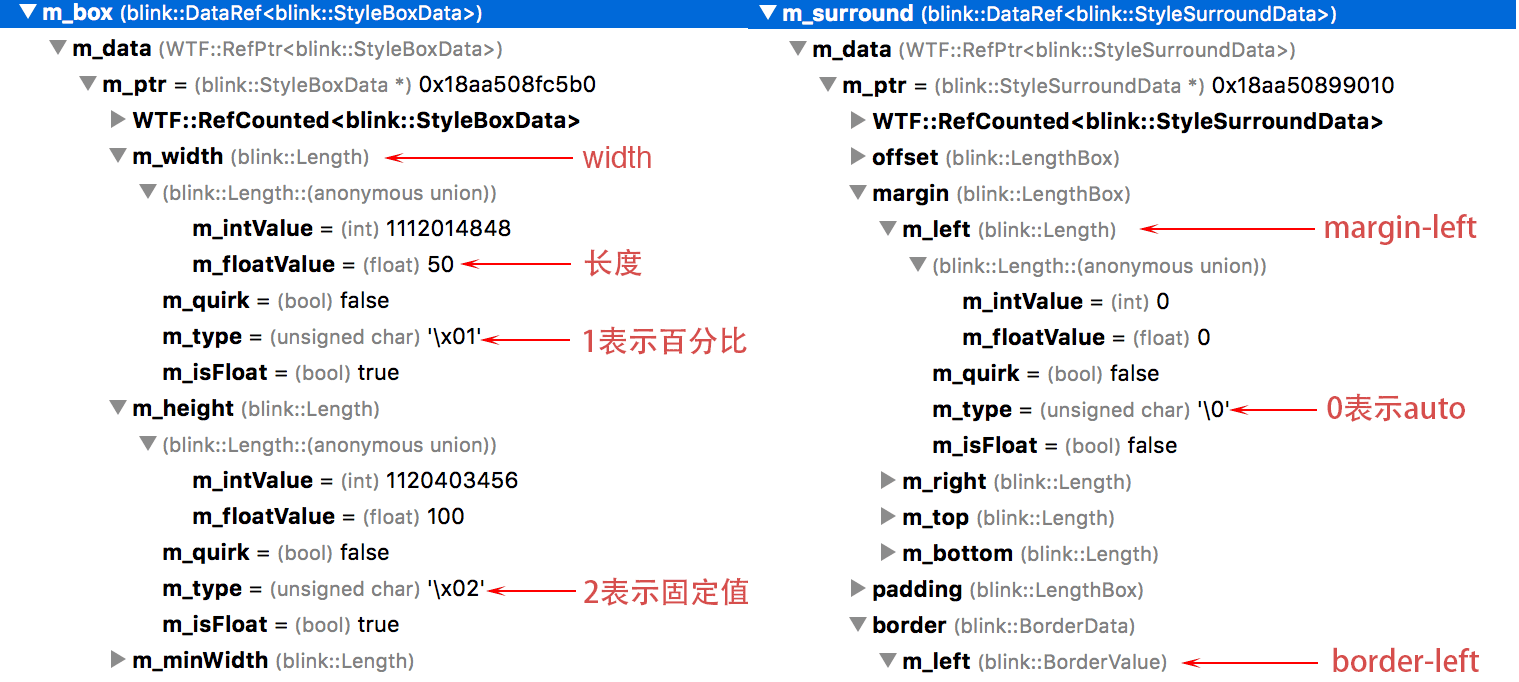 m_box (blink::DataRef<blink::StyleBoxData>)
m_data (WTF::RefPtr<blink::StyleBoxData>)
m_ptr = (blink::StyleBoxData *) 0x18aa508fc5b0
WTF::RefCounted<blink::StyleBoxData>
m_width (blink::Length) width
(blink::Length::(anonymous union))
m_intValue = (int) 1112014848
m_floatValue = (float) 50 长度
m_quirk = (bool) false
m_type = (unsigned char) '\x01' 1表示百分比
m_isFloat = (bool) true
m_height (blink::Length)
(blink::Length::(anonymous union))
m_intValue = (int) 1120403456
m_floatValue = (float) 100
m_quirk = (bool) false
m_type = (unsigned char) '\x02' 2表示固定值
m_isFloat = (bool) true
m_minWidth (blink::Length)
m_surround (blink::DataRef<blink::StyleSurroundData>)
m_data (WTF::RefPtr<blink::StyleSurroundData>)
m_ptr = (blink::StyleSurroundData *) 0x18aa50899010
WTF::RefCounted<blink::StyleSurroundData>
offset (blink::LengthBox)
margin (blink::LengthBox)
m_left (blink::Length) margin-left
(blink::Length::(anonymous union))
m_intValue = (int) 0
m_floatValue = (float) 0
m_quirk = (bool) false
m_type = (unsigned char) '\0' 0表示auto
m_isFloat = (bool) false
m_right (blink::Length)
m_top (blink::Length)
m_bottom (blink::Length)
padding (blink::LengthBox)
border (blink::BorderData)
m_left (blink::BorderValue) border-left